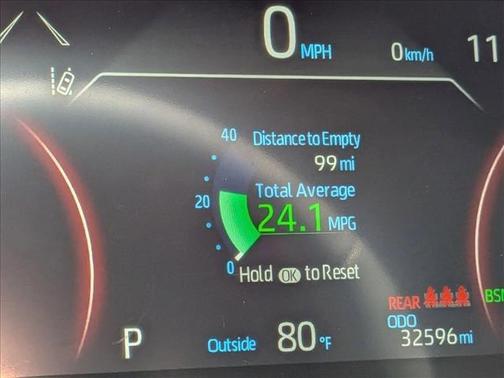 0 MPH 0 km/h 11
40 Distance to Empty
99 mi
Total Average
20 24.1 MPG
0 Hold OK to Reset
REAR BSM
ODO
P Outside 80 °F 32596 mi